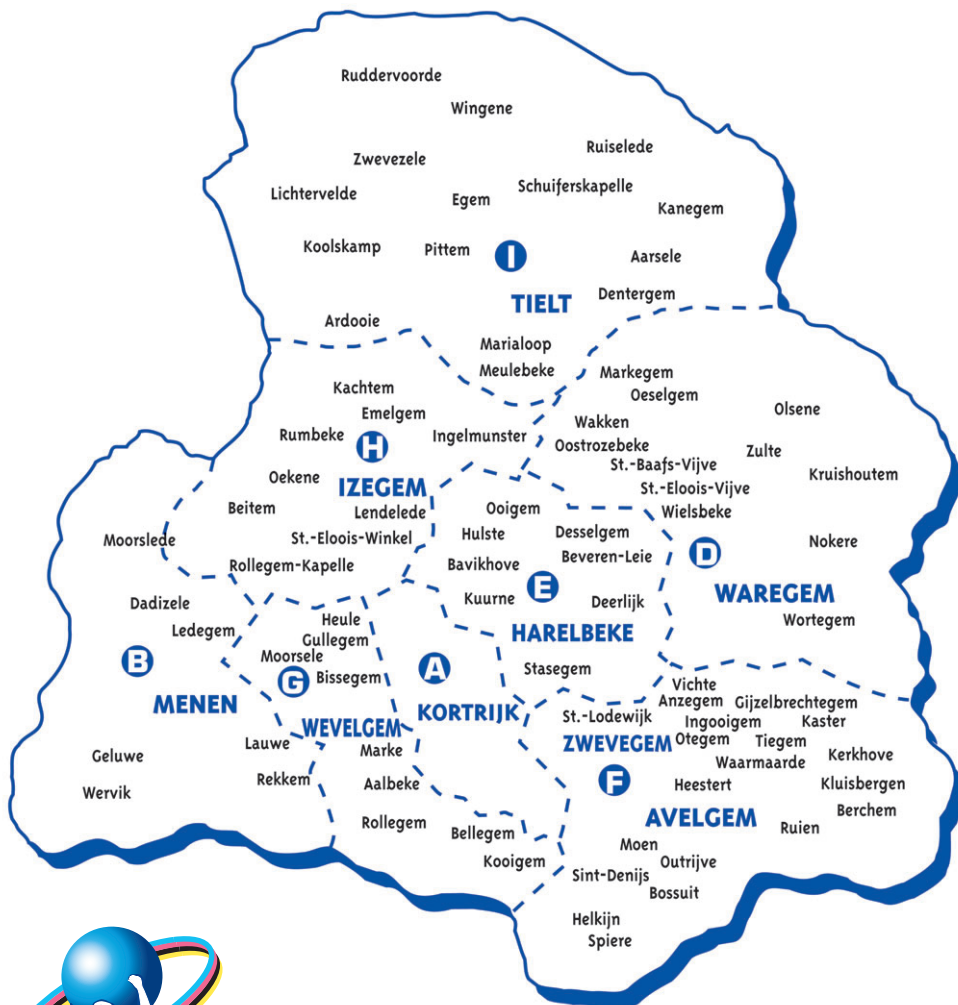 Ruddervoorde
Wingene
Ruiselede
Zwevezele
Schuiferskapelle
Lichtervelde
Egem
Kanegem
Koolskamp
Pittem
I
Aarsele
TIELT
Dentergem
Ardooie
Marialoop
Meulebeke
Markegem
Oeselgem
Kachtem
Emelgem
Olsene
Wakken
Rumbeke
H
Ingelmunster
Oostrozebeke
Zulte
St.-Baafs-Vijve
Kruishoutem
Oekene
IZEGEM
St.-Eloois-Vijve
Beitem
Lendelede
Ooigem
Wielsbeke
Moorslede
St.-Eloois-Winkel
Hulste
Desselgem
Nokere
D
Rollegem-Kapelle
Bavikhove
Beveren-Leie
E
WAREGEM
Dadizele
Kuurne
Deerlijk
Heule
Wortegem
Ledegem
Gullegem
HARELBEKE
B
Moorsele
A
Stasegem
G
Bissegem
Vichte
MENEN
KORTRIJK
Anzegem
Gijzelbrechtegem
St.-Lodewijk
Ingooigem
Kaster
WEVELGEM
ZWEVEGEM
Otegem
Tiegem
Geluwe
Lauwe
Marke
Waarmaarde
Kerkhove
Wervik
Rekkem
Aalbeke
F
Heestert
Kluisbergen
Berchem
Rollegem
AVELGEM
Ruien
Bellegem
Moen
Kooigem
Outrijve
Sint-Denijs
Bossuit
Helkijn
Spiere